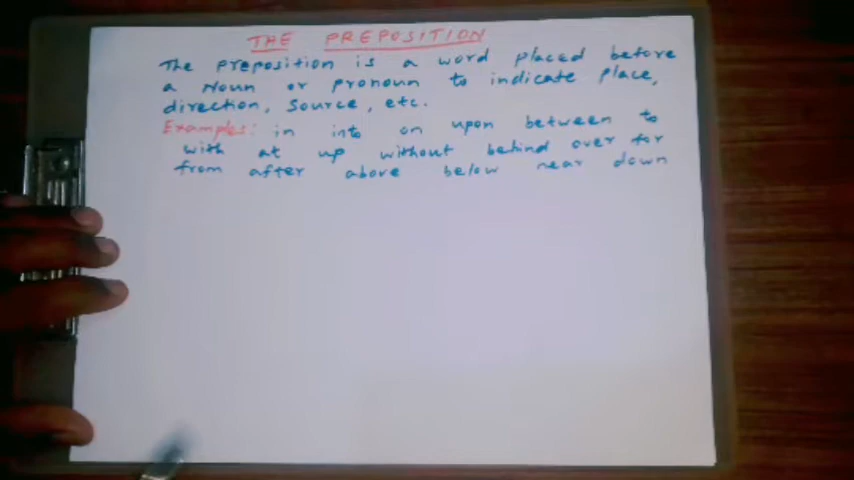 THE PREPOSITION
The preposition is a word placed before
a Noun or pronoun to indicate place,
direction, Source, etc.
Examples: in into on upon between to
with at up without behind over for
from after above below near down